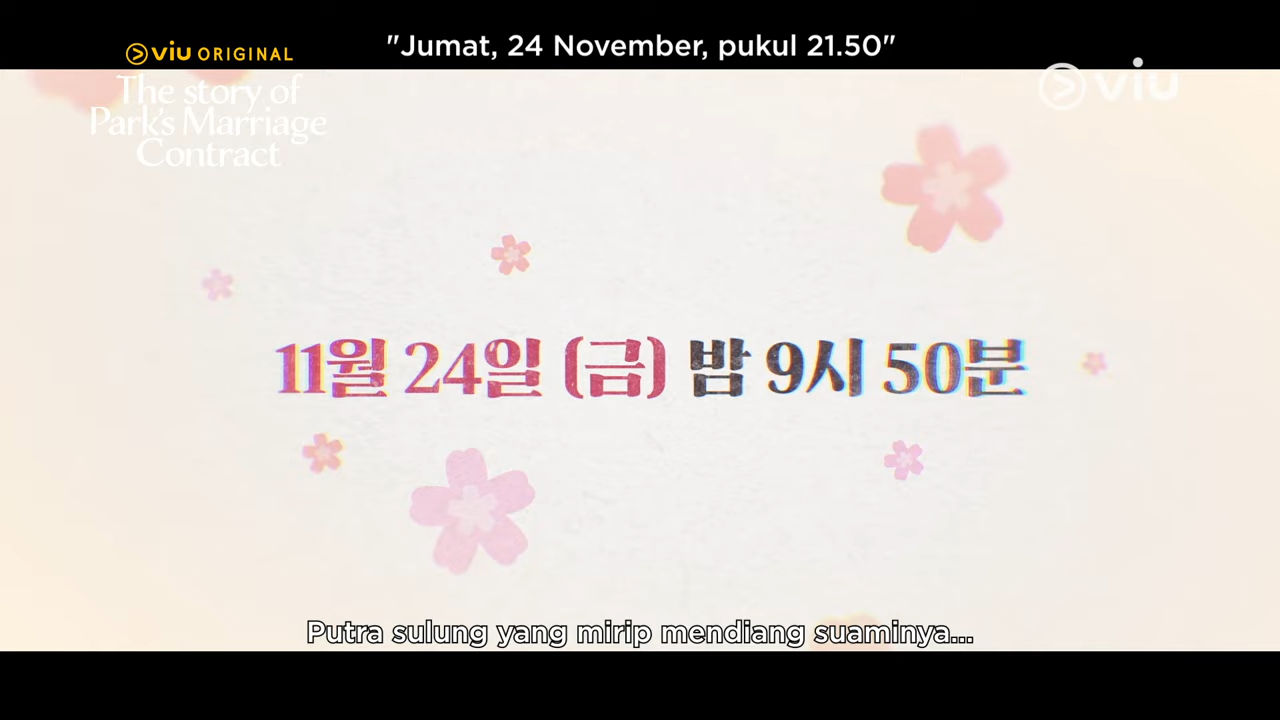 "Jumat, 24 November, pukul 21.50"
viu ORIGINAL
The story of
Park's Marriage
Contract
viu
11월 24일 (금) 밤 9시 50분
Putra sulung yang mirip mendiang suaminya...